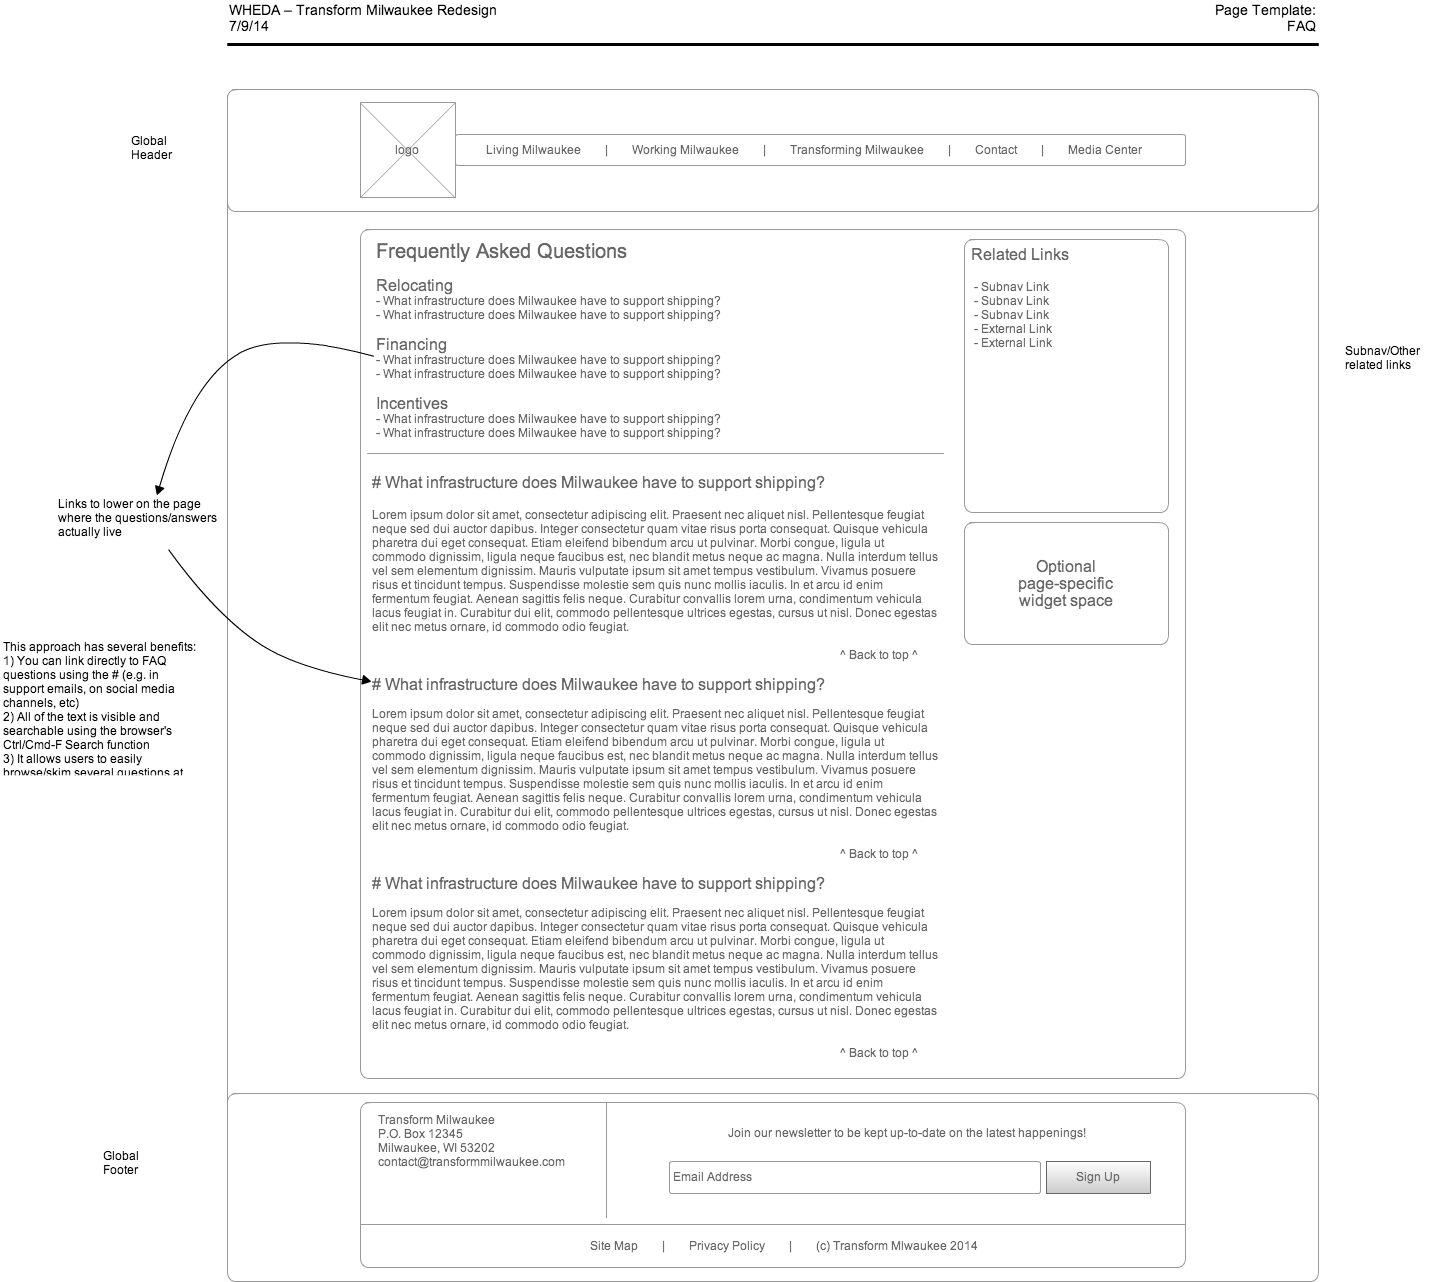 WHEDA – Transform Milwaukee Redesign
7/9/14
Page Template:
FAQ
Global
Header
logo
Living Milwaukee | Working Milwaukee | Transforming Milwaukee | Contact | Media Center
Frequently Asked Questions
Relocating
- What infrastructure does Milwaukee have to support shipping?
- What infrastructure does Milwaukee have to support shipping?
Financing
- What infrastructure does Milwaukee have to support shipping?
- What infrastructure does Milwaukee have to support shipping?
Incentives
- What infrastructure does Milwaukee have to support shipping?
- What infrastructure does Milwaukee have to support shipping?
Related Links
- Subnav Link
- Subnav Link
- Subnav Link
- External Link
- External Link
Subnav/Other
related links
Links to lower on the page
where the questions/answers
actually live
# What infrastructure does Milwaukee have to support shipping?
Lorem ipsum dolor sit amet, consectetur adipiscing elit. Praesent nec aliquet nisl. Pellentesque feugiat
neque sed dui auctor dapibus. Integer consectetur quam vitae risus porta consequat. Quisque vehicula
pharetra dui eget consequat. Etiam eleifend bibendum arcu ut pulvinar. Morbi congue, ligula ut
commodo dignissim, ligula neque faucibus est, nec blandit metus neque ac magna. Nulla interdum tellus
vel sem elementum dignissim. Mauris vulputate ipsum sit amet tempus vestibulum. Vivamus posuere
risus et tincidunt tempus. Suspendisse molestie sem quis nunc mollis iaculis. In et arcu id enim
fermentum feugiat. Aenean sagittis felis neque. Curabitur convallis lorem urna, condimentum vehicula
lacus feugiat in. Curabitur dui elit, commodo pellentesque ultrices egestas, cursus ut nisl. Donec egestas
elit nec metus ornare, id commodo odio feugiat.
^ Back to top ^
Optional
page-specific
widget space
This approach has several benefits:
1) You can link directly to FAQ
questions using the # (e.g. in
support emails, on social media
channels, etc)
2) All of the text is visible and
searchable using the browser's
Ctrl/Cmd-F Search function
3) It allows users to easily
browse/skim several questions at
# What infrastructure does Milwaukee have to support shipping?
Lorem ipsum dolor sit amet, consectetur adipiscing elit. Praesent nec aliquet nisl. Pellentesque feugiat
neque sed dui auctor dapibus. Integer consectetur quam vitae risus porta consequat. Quisque vehicula
pharetra dui eget consequat. Etiam eleifend bibendum arcu ut pulvinar. Morbi congue, ligula ut
commodo dignissim, ligula neque faucibus est, nec blandit metus neque ac magna. Nulla interdum tellus
vel sem elementum dignissim. Mauris vulputate ipsum sit amet tempus vestibulum. Vivamus posuere
risus et tincidunt tempus. Suspendisse molestie sem quis nunc mollis iaculis. In et arcu id enim
fermentum feugiat. Aenean sagittis felis neque. Curabitur convallis lorem urna, condimentum vehicula
lacus feugiat in. Curabitur dui elit, commodo pellentesque ultrices egestas, cursus ut nisl. Donec egestas
elit nec metus ornare, id commodo odio feugiat.
^ Back to top ^
# What infrastructure does Milwaukee have to support shipping?
Lorem ipsum dolor sit amet, consectetur adipiscing elit. Praesent nec aliquet nisl. Pellentesque feugiat
neque sed dui auctor dapibus. Integer consectetur quam vitae risus porta consequat. Quisque vehicula
pharetra dui eget consequat. Etiam eleifend bibendum arcu ut pulvinar. Morbi congue, ligula ut
commodo dignissim, ligula neque faucibus est, nec blandit metus neque ac magna. Nulla interdum tellus
vel sem elementum dignissim. Mauris vulputate ipsum sit amet tempus vestibulum. Vivamus posuere
risus et tincidunt tempus. Suspendisse molestie sem quis nunc mollis iaculis. In et arcu id enim
fermentum feugiat. Aenean sagittis felis neque. Curabitur convallis lorem urna, condimentum vehicula
lacus feugiat in. Curabitur dui elit, commodo pellentesque ultrices egestas, cursus ut nisl. Donec egestas
elit nec metus ornare, id commodo odio feugiat.
^ Back to top ^
Global
Footer
Transform Milwaukee
P.O. Box 12345
Milwaukee, WI 53202
contact@transformmilwaukee.com
Join our newsletter to be kept up-to-date on the latest happenings!
Email Address
Sign Up
Site Map | Privacy Policy | (c) Transform Mlwaukee 2014